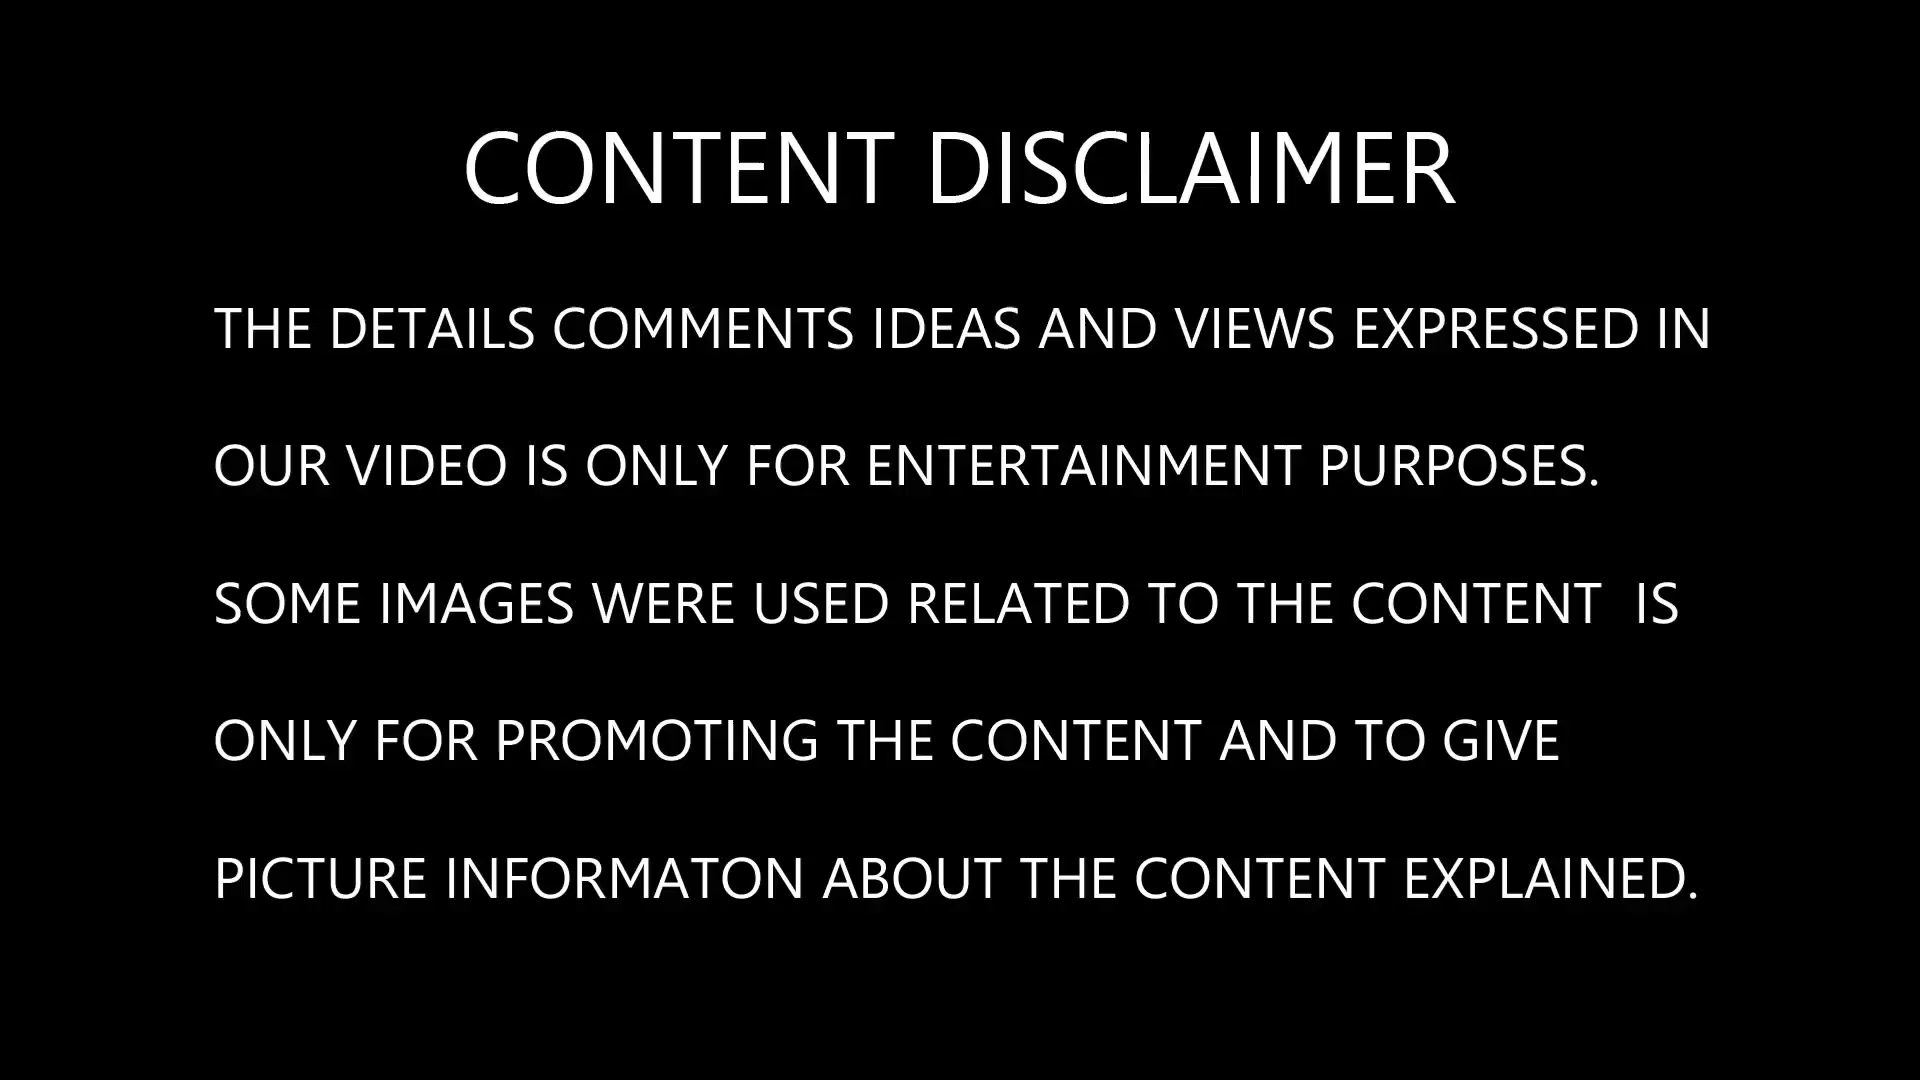 CONTENT DISCLAIMER
THE DETAILS COMMENTS IDEAS AND VIEWS EXPRESSED IN
OUR VIDEO IS ONLY FOR ENTERTAINMENT PURPOSES.
SOME IMAGES WERE USED RELATED TO THE CONTENT  IS
ONLY FOR PROMOTING THE CONTENT AND TO GIVE
PICTURE INFORMATON ABOUT THE CONTENT EXPLAINED.